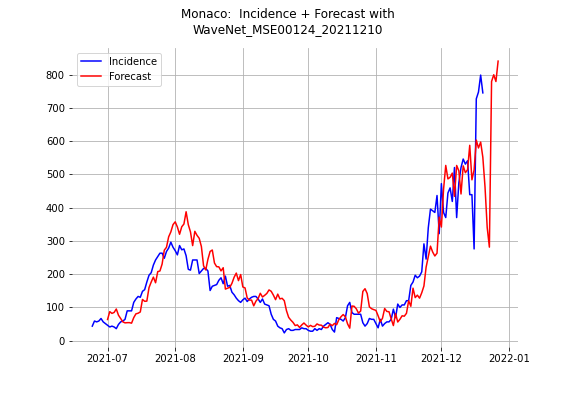 Monaco:  Incidence + Forecast with
WaveNet_MSE00124_20211210
Incidence
Forecast
800
700
600
500
400
300
200
100
0
2021-07 2021-08 2021-09 2021-10 2021-11 2021-12 2022-01